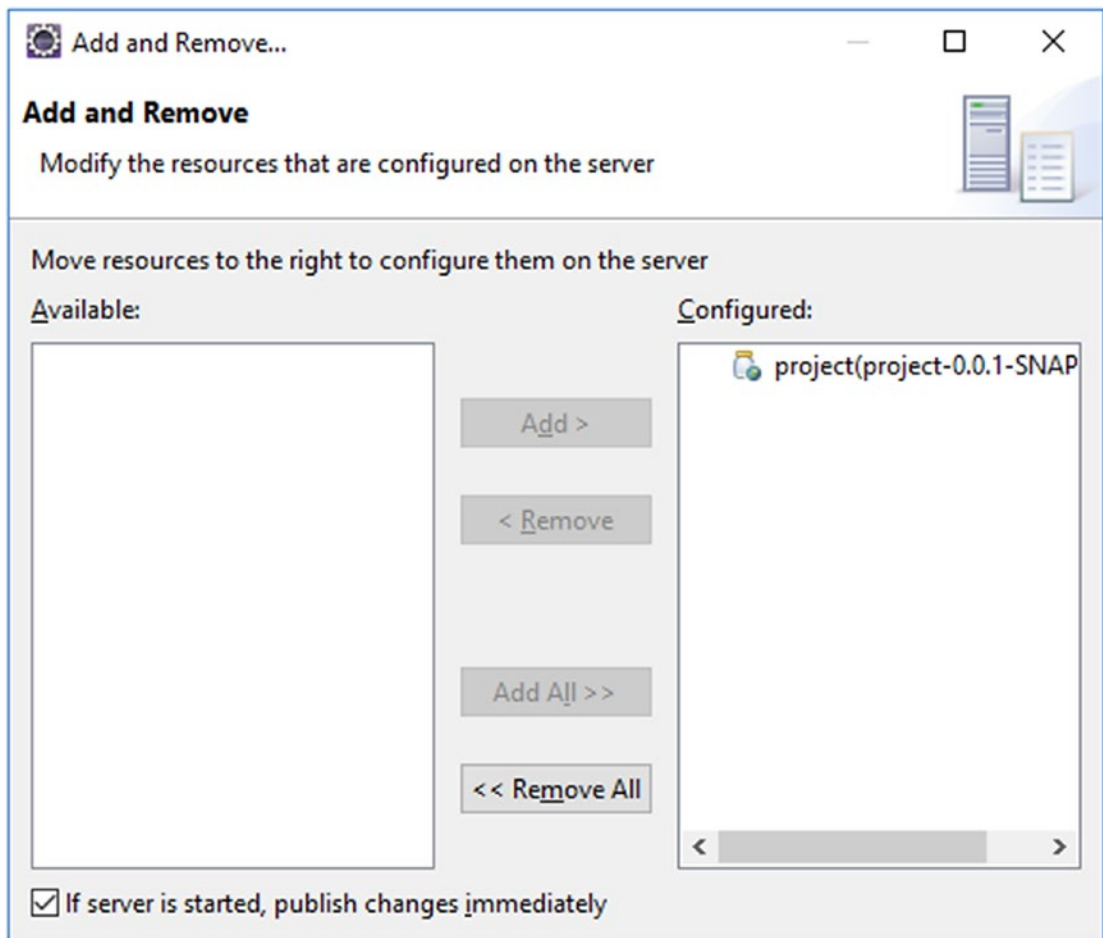 Add and Remove...
Add and Remove
Modify the resources that are configured on the server
Move resources to the right to configure them on the server
Available:
Configured:
project(project-0.0.1-SNAP
Add >
< Remove
Add All >>
<< Remove All
If server is started, publish changes immediately